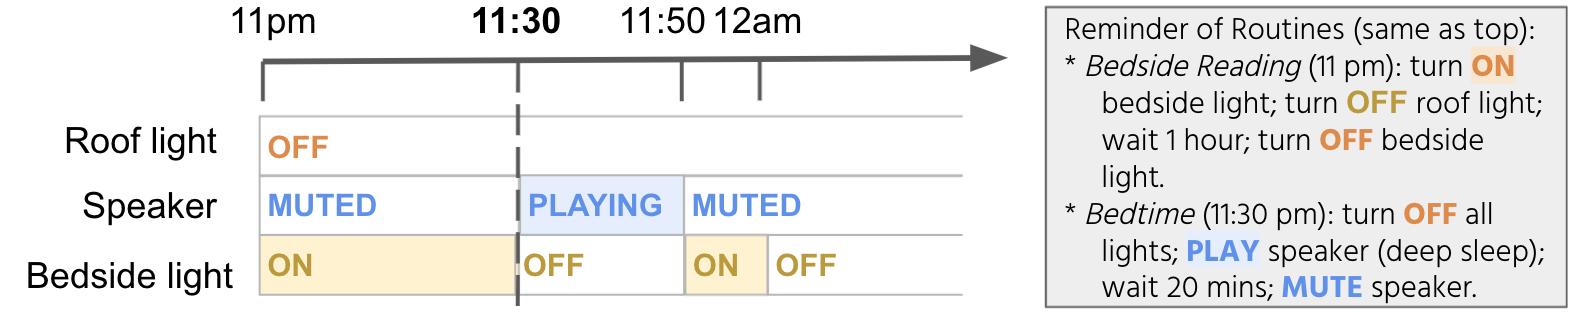 11pm 11:30 11:50 12am
Roof light OFF
Speaker MUTED PLAYING MUTED
Bedside light ON OFF ON OFF
Reminder of Routines (same as top):
* Bedside Reading (11 pm): turn ON
bedside light; turn OFF roof light;
wait 1 hour; turn OFF bedside
light.
* Bedtime (11:30 pm): turn OFF all
lights; PLAY speaker (deep sleep);
wait 20 mins; MUTE speaker.